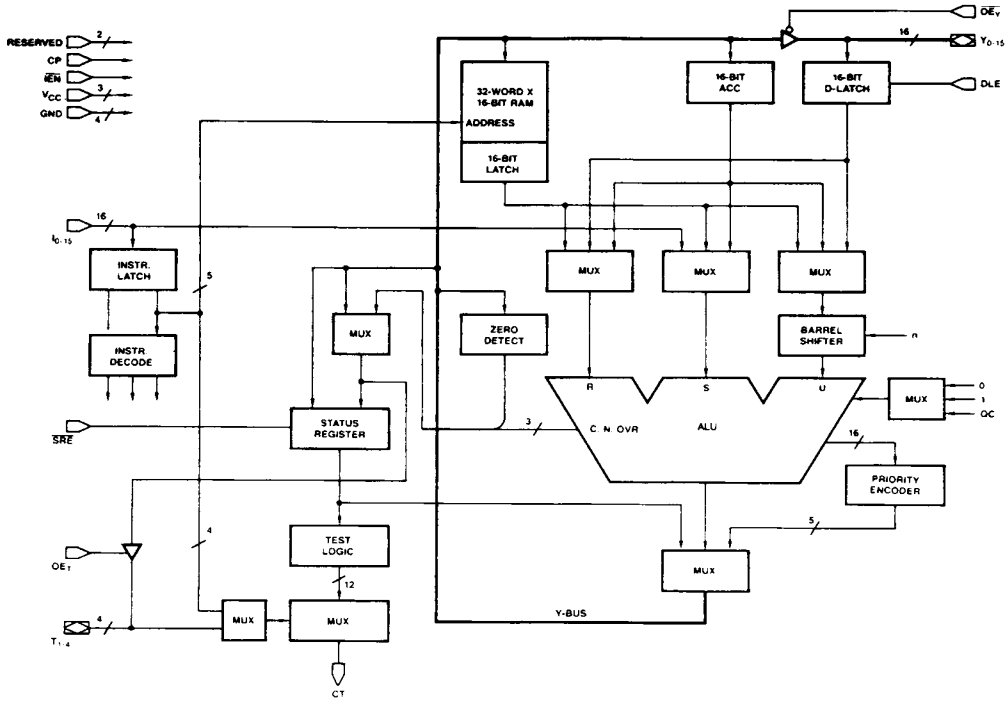 RESERVED
2
CP
IEN
VCC
3
GND
4
16
OEY
Y0-15
32-WORD X
16-BIT RAM
ADDRESS
16-BIT
LATCH
16-BIT
ACC
16-BIT
D-LATCH
DLE
16
I0-15
INSTR.
LATCH
5
INSTR.
DECODE
MUX
MUX
MUX
MUX
ZERO
DETECT
BARREL
SHIFTER
n
R
S
U
MUX
0
1
QC
C. N. OVR
ALU
3
16
SRE
STATUS
REGISTER
PRIORITY
ENCODER
5
4
OET
TEST
LOGIC
12
MUX
T1-4
4
MUX
MUX
Y-BUS
CT